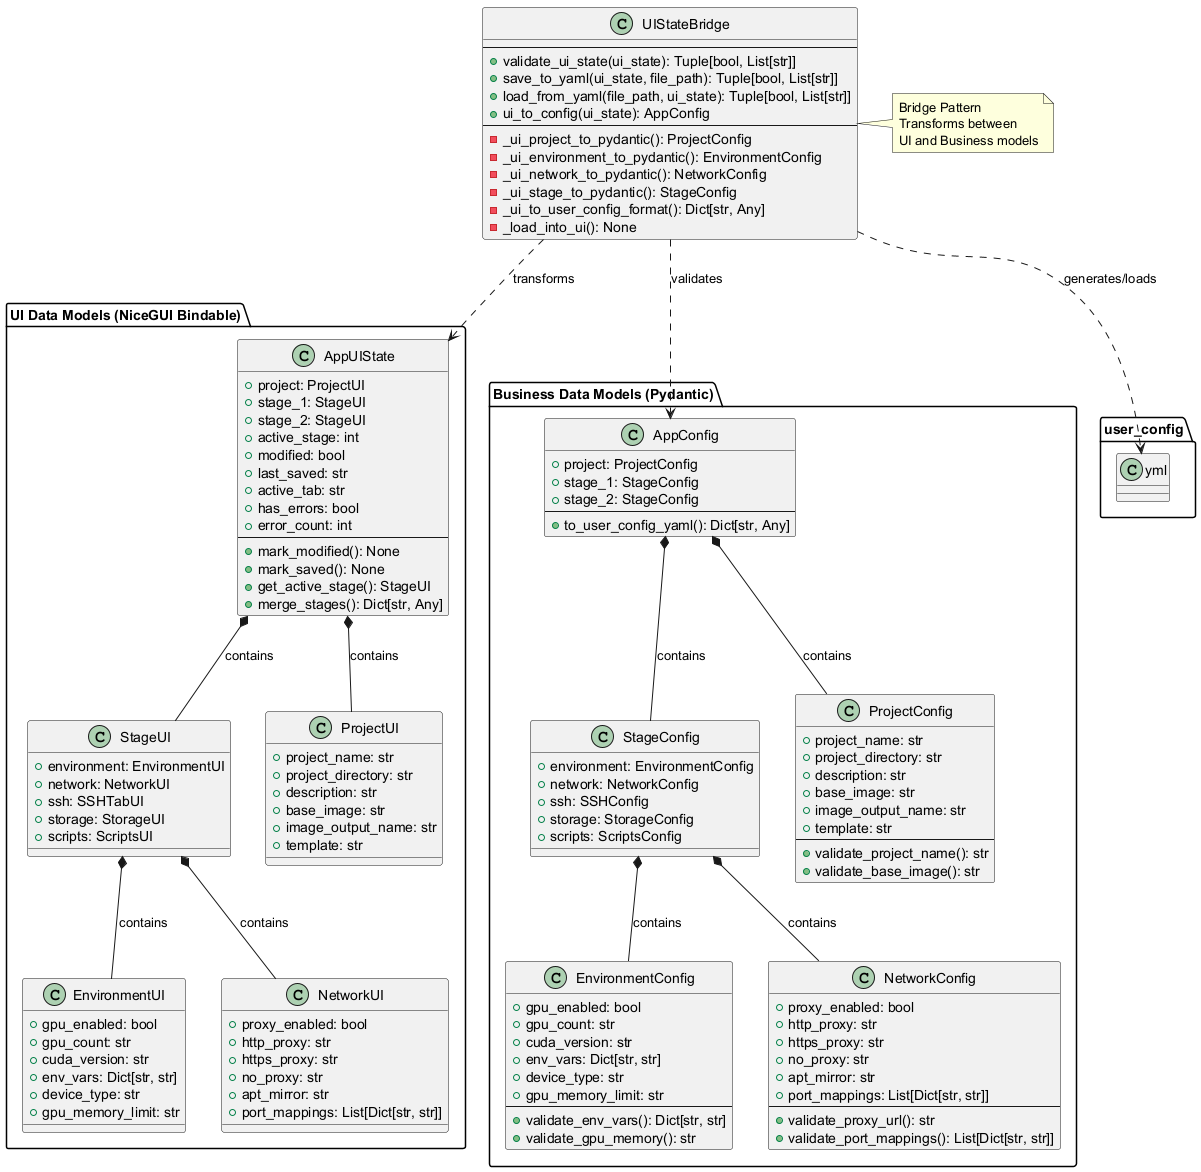 UIStateBridge
validate_ui_state(ui_state): Tuple[bool, List[str]]
save_to_yaml(ui_state, file_path): Tuple[bool, List[str]]
load_from_yaml(file_path, ui_state): Tuple[bool, List[str]]
ui_to_config(ui_state): AppConfig
_ui_project_to_pydantic(): ProjectConfig
_ui_environment_to_pydantic(): EnvironmentConfig
_ui_network_to_pydantic(): NetworkConfig
_ui_stage_to_pydantic(): StageConfig
_ui_to_user_config_format(): Dict[str, Any]
_load_into_ui(): None
Bridge Pattern
Transforms between
UI and Business models
transforms
validates
generates/loads
UI Data Models (NiceGUI Bindable)
AppUIState
project: ProjectUI
stage_1: StageUI
stage_2: StageUI
active_stage: int
modified: bool
last_saved: str
active_tab: str
has_errors: bool
error_count: int
mark_modified(): None
mark_saved(): None
get_active_stage(): StageUI
merge_stages(): Dict[str, Any]
contains
contains
StageUI
environment: EnvironmentUI
network: NetworkUI
ssh: SSHTabUI
storage: StorageUI
scripts: ScriptsUI
ProjectUI
project_name: str
project_directory: str
description: str
base_image: str
image_output_name: str
template: str
contains
contains
EnvironmentUI
gpu_enabled: bool
gpu_count: str
cuda_version: str
env_vars: Dict[str, str]
device_type: str
gpu_memory_limit: str
NetworkUI
proxy_enabled: bool
http_proxy: str
https_proxy: str
no_proxy: str
apt_mirror: str
port_mappings: List[Dict[str, str]]
Business Data Models (Pydantic)
AppConfig
project: ProjectConfig
stage_1: StageConfig
stage_2: StageConfig
to_user_config_yaml(): Dict[str, Any]
contains
contains
StageConfig
environment: EnvironmentConfig
network: NetworkConfig
ssh: SSHConfig
storage: StorageConfig
scripts: ScriptsConfig
ProjectConfig
project_name: str
project_directory: str
description: str
base_image: str
image_output_name: str
template: str
validate_project_name(): str
validate_base_image(): str
contains
contains
EnvironmentConfig
gpu_enabled: bool
gpu_count: str
cuda_version: str
env_vars: Dict[str, str]
device_type: str
gpu_memory_limit: str
validate_env_vars(): Dict[str, str]
validate_gpu_memory(): str
NetworkConfig
proxy_enabled: bool
http_proxy: str
https_proxy: str
no_proxy: str
apt_mirror: str
port_mappings: List[Dict[str, str]]
validate_proxy_url(): str
validate_port_mappings(): List[Dict[str, str]]
user_config
yml